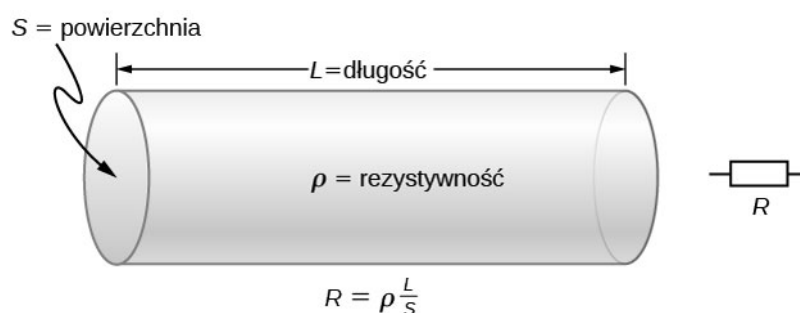 S = powierzchnia
L=długość
ρ = rezystywność
R
R = ρ L/S